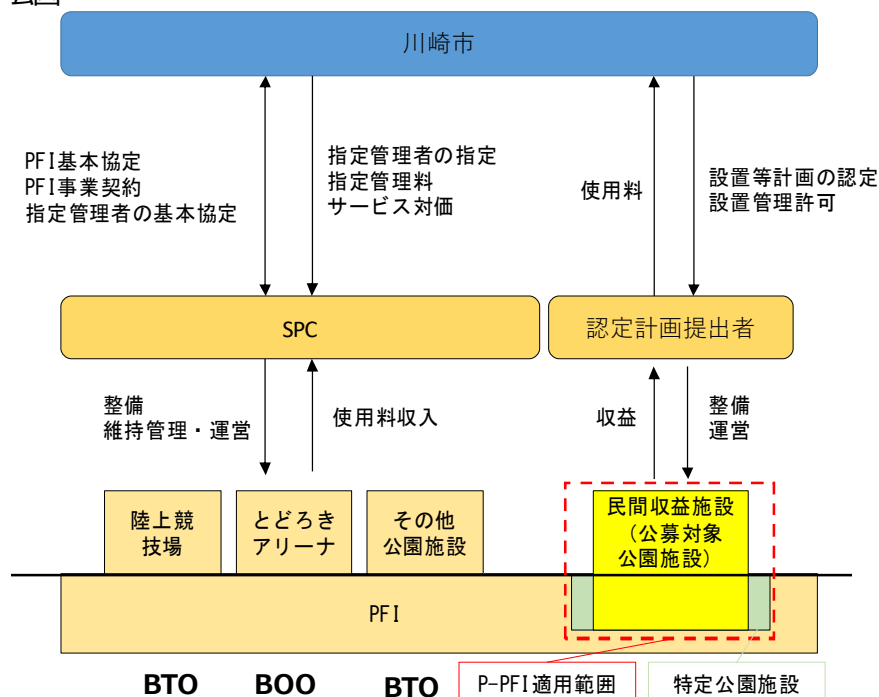 川崎市
PFI基本協定
PFI事業契約
指定管理者の基本協定
指定管理者の指定
指定管理料
サービス対価
使用料
設置等計画の認定
設置管理許可
SPC
認定計画提出者
整備
維持管理・運営
使用料収入
収益
整備
運営
陸上競
技場
とどろき
アリーナ
その他
公園施設
民間収益施設
（公募対象
公園施設）
PFI
BTO
BOO
BTO
P-PFI適用範囲
特定公園施設